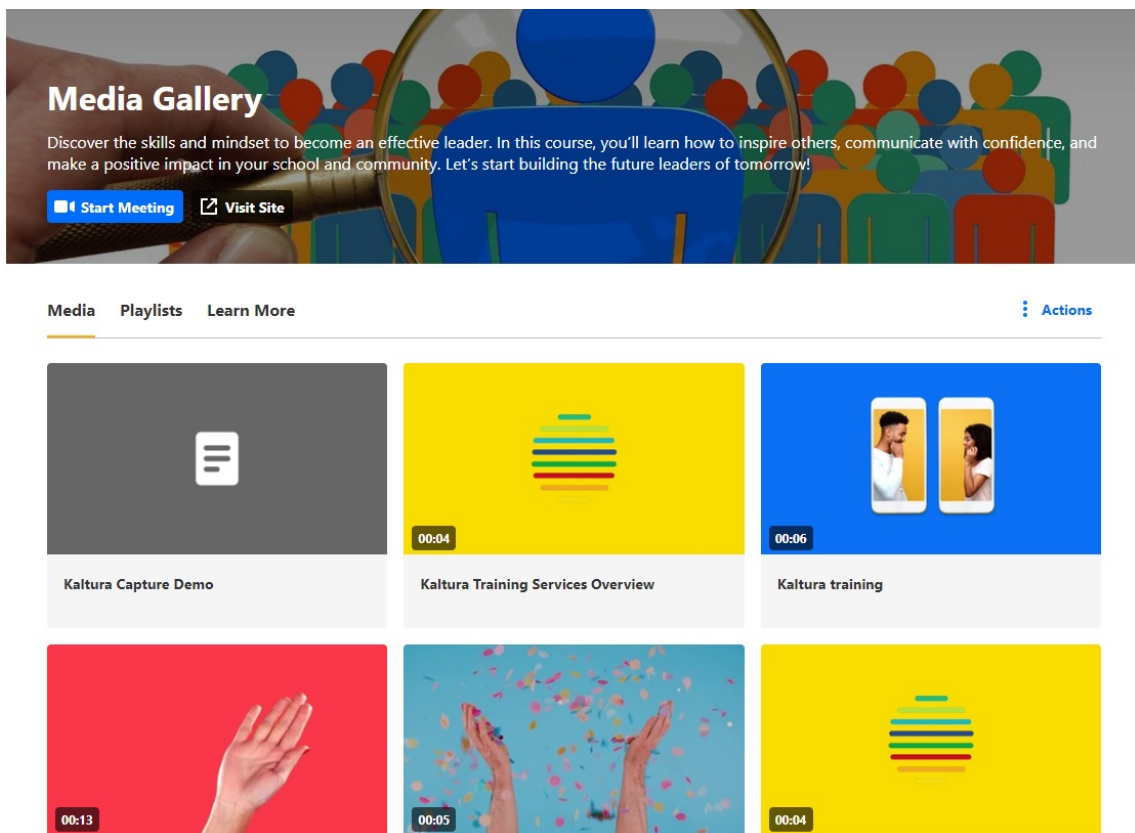 Media Gallery
Discover the skills and mindset to become an effective leader. In this course, you’ll learn how to inspire others, communicate with confidence, and
make a positive impact in your school and community. Let’s start building the future leaders of tomorrow!
Start Meeting Visit Site
Media Playlists Learn More Actions
00:04 00:06
Kaltura Capture Demo Kaltura Training Services Overview Kaltura training
00:13 00:05 00:04